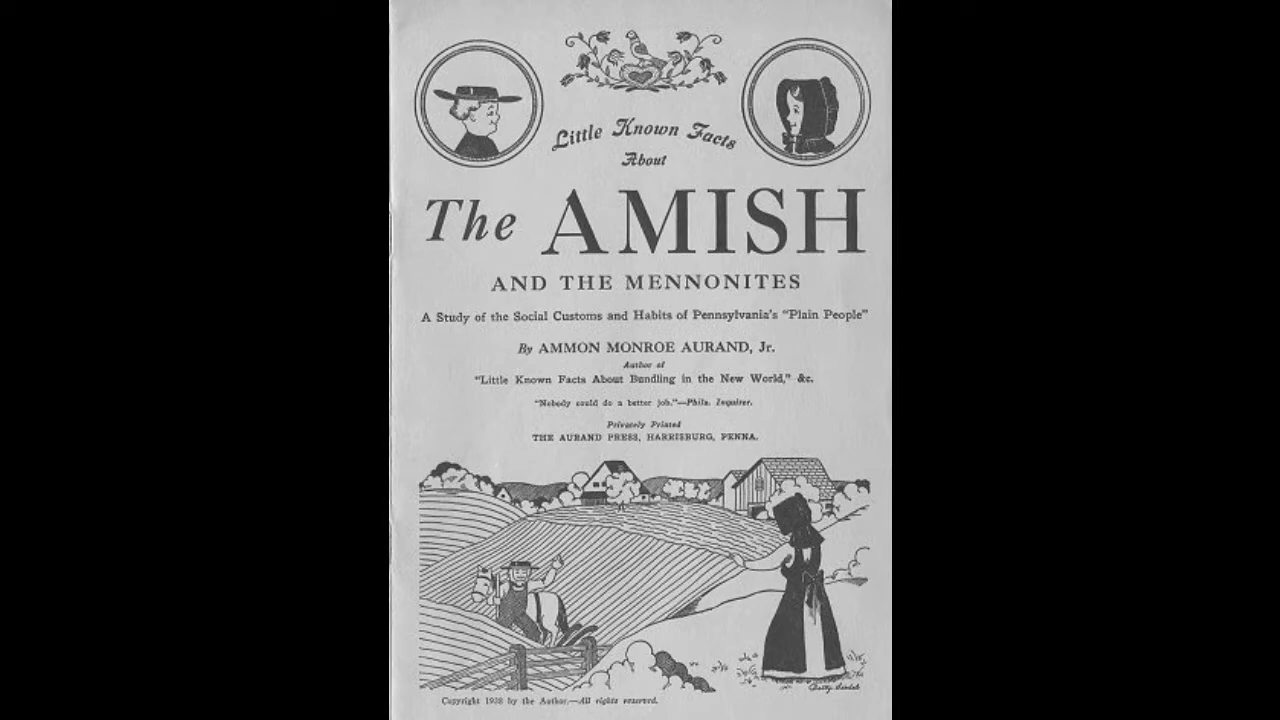 Little Known Facts
About
The AMISH
AND THE MENNONITES
A Study of the Social Customs and Habits of Pennsylvania's "Plain People"
By AMMON MONROE AURAND, Jr.
Author of
"Little Known Facts About Bundling in the New World," &c.
"Nobody could do a better job."—Phila. Inquirer.
Privately Printed
THE AURAND PRESS, HARRISBURG, PENNA.
Copyright 1938 by the Author.—All rights reserved.